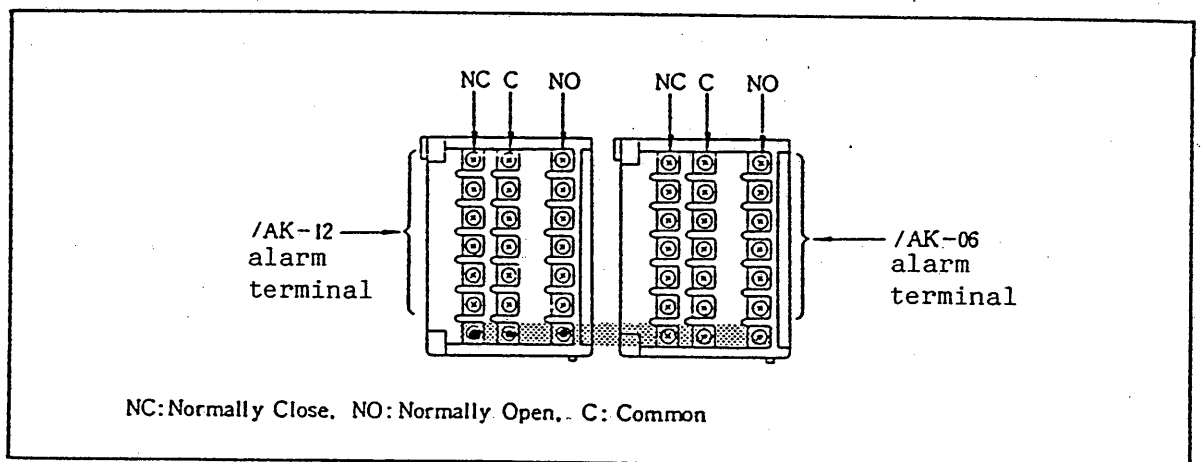 NC C NO NC C NO
/AK-12
alarm
terminal
/AK-06
alarm
terminal
NC:Normally Close. NO:Normally Open.. C: Common